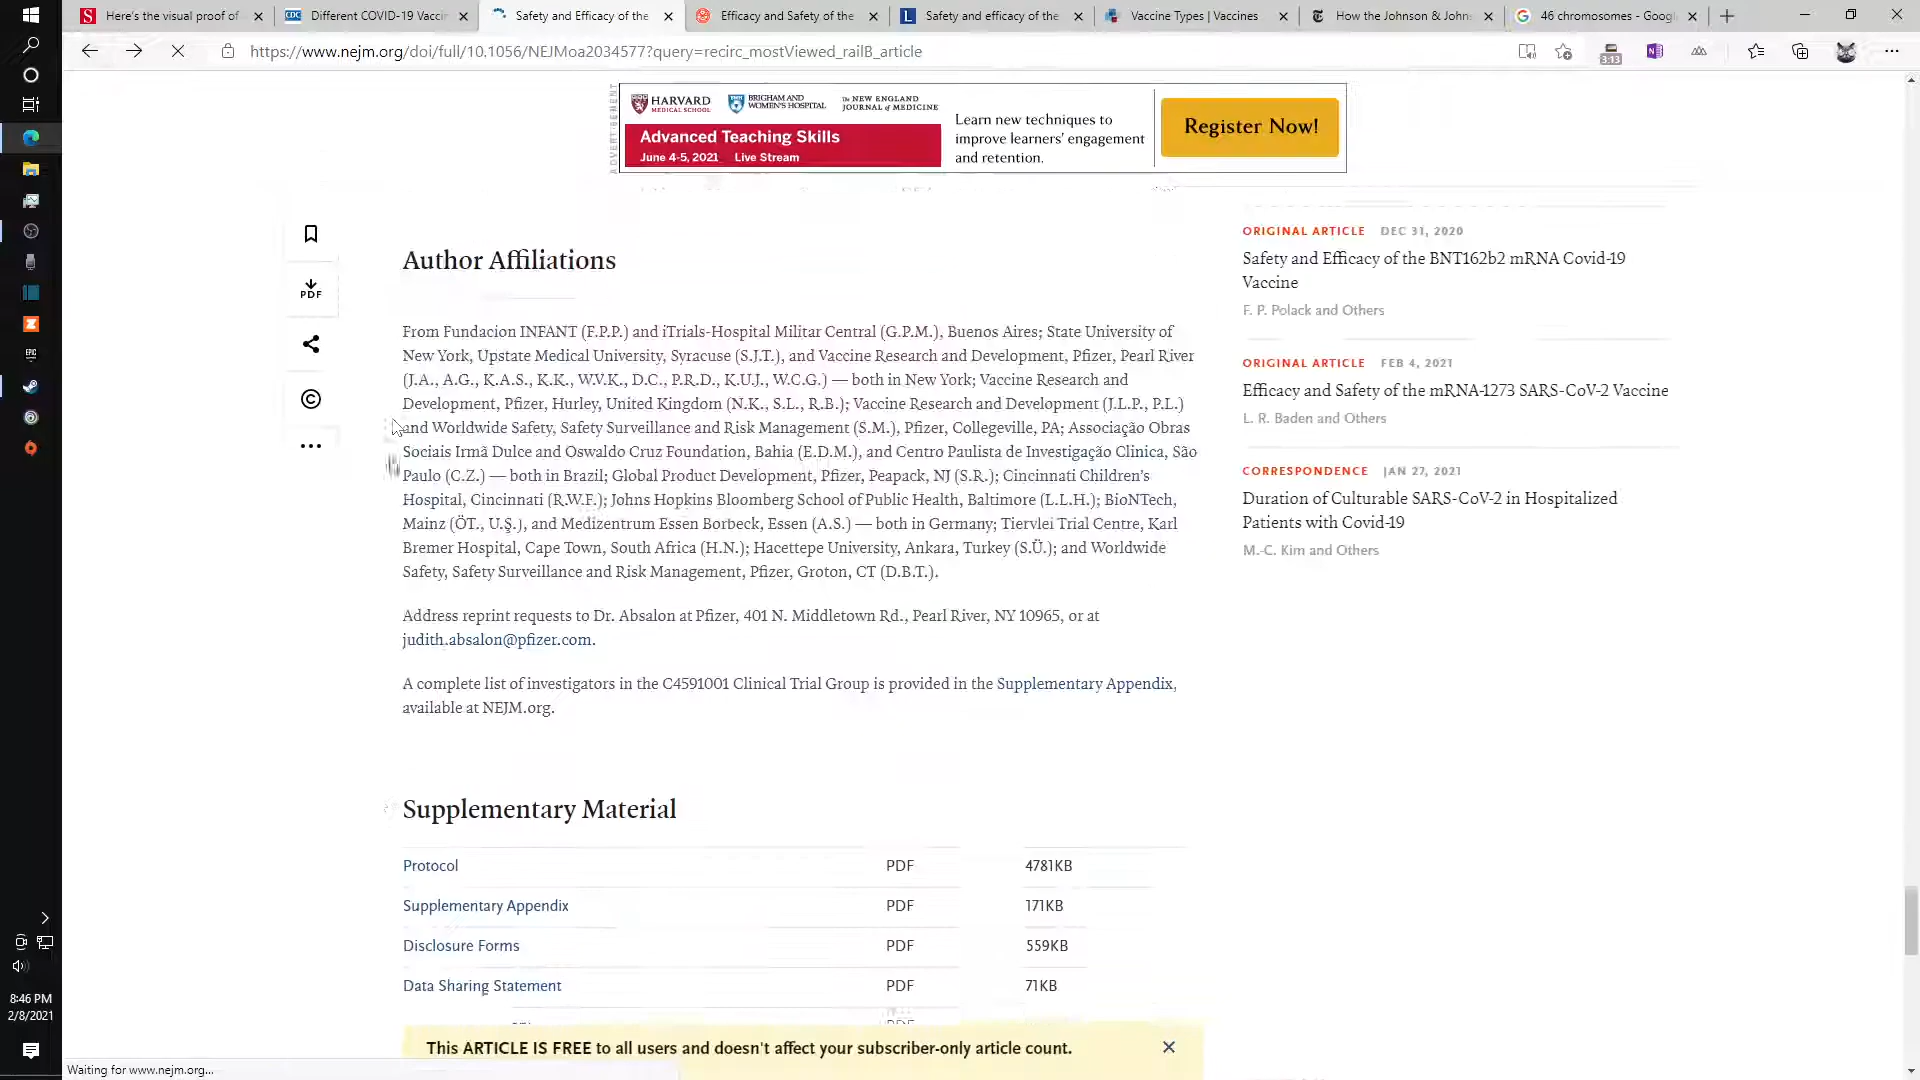 Here's the visual proof of
Different COVID-19 Vaccin
Safety and Efficacy of the
Efficacy and Safety of the
Safety and efficacy of the
Vaccine Types | Vaccines
How the Johnson & Johns
46 chromosomes - Googl
https://www.nejm.org/doi/full/10.1056/NEJMoa2034577?query=recirc_mostViewed_railB_article
3:13
ADVERTISEMENT
HARVARD MEDICAL SCHOOL
BRIGHAM AND WOMEN'S HOSPITAL
The NEW ENGLAND JOURNAL of MEDICINE
Advanced Teaching Skills
June 4-5, 2021 Live Stream
Learn new techniques to
improve learners' engagement
and retention.
Register Now!
PDF
Author Affiliations
From Fundacion INFANT (F.P.P.) and iTrials-Hospital Militar Central (G.P.M.), Buenos Aires; State University of
New York, Upstate Medical University, Syracuse (S.J.T.), and Vaccine Research and Development, Pfizer, Pearl River
(J.A., A.G., K.A.S., K.K., W.V.K., D.C., P.R.D., K.U.J., W.C.G.) — both in New York; Vaccine Research and
Development, Pfizer, Hurley, United Kingdom (N.K., S.L., R.B.); Vaccine Research and Development (J.L.P., P.L.)
and Worldwide Safety, Safety Surveillance and Risk Management (S.M.), Pfizer, Collegeville, PA; Associação Obras
Sociais Irmã Dulce and Oswaldo Cruz Foundation, Bahia (E.D.M.), and Centro Paulista de Investigação Clinica, São
Paulo (C.Z.) — both in Brazil; Global Product Development, Pfizer, Peapack, NJ (S.R.); Cincinnati Children's
Hospital, Cincinnati (R.W.F.); Johns Hopkins Bloomberg School of Public Health, Baltimore (L.L.H.); BioNTech,
Mainz (ÖT., U.Ş.), and Medizentrum Essen Borbeck, Essen (A.S.) — both in Germany; Tiervlei Trial Centre, Karl
Bremer Hospital, Cape Town, South Africa (H.N.); Hacettepe University, Ankara, Turkey (S.Ü.); and Worldwide
Safety, Safety Surveillance and Risk Management, Pfizer, Groton, CT (D.B.T.).
Address reprint requests to Dr. Absalon at Pfizer, 401 N. Middletown Rd., Pearl River, NY 10965, or at
judith.absalon@pfizer.com.
A complete list of investigators in the C4591001 Clinical Trial Group is provided in the Supplementary Appendix,
available at NEJM.org.
Supplementary Material
Protocol PDF 4781KB
Supplementary Appendix PDF 171KB
Disclosure Forms PDF 559KB
Data Sharing Statement PDF 71KB
This ARTICLE IS FREE to all users and doesn't affect your subscriber-only article count.
ORIGINAL ARTICLE DEC 31, 2020
Safety and Efficacy of the BNT162b2 mRNA Covid-19
Vaccine
F. P. Polack and Others
ORIGINAL ARTICLE FEB 4, 2021
Efficacy and Safety of the mRNA-1273 SARS-CoV-2 Vaccine
L. R. Baden and Others
CORRESPONDENCE JAN 27, 2021
Duration of Culturable SARS-CoV-2 in Hospitalized
Patients with Covid-19
M.-C. Kim and Others
EPIC
8:46 PM
2/8/2021
Waiting for www.nejm.org...